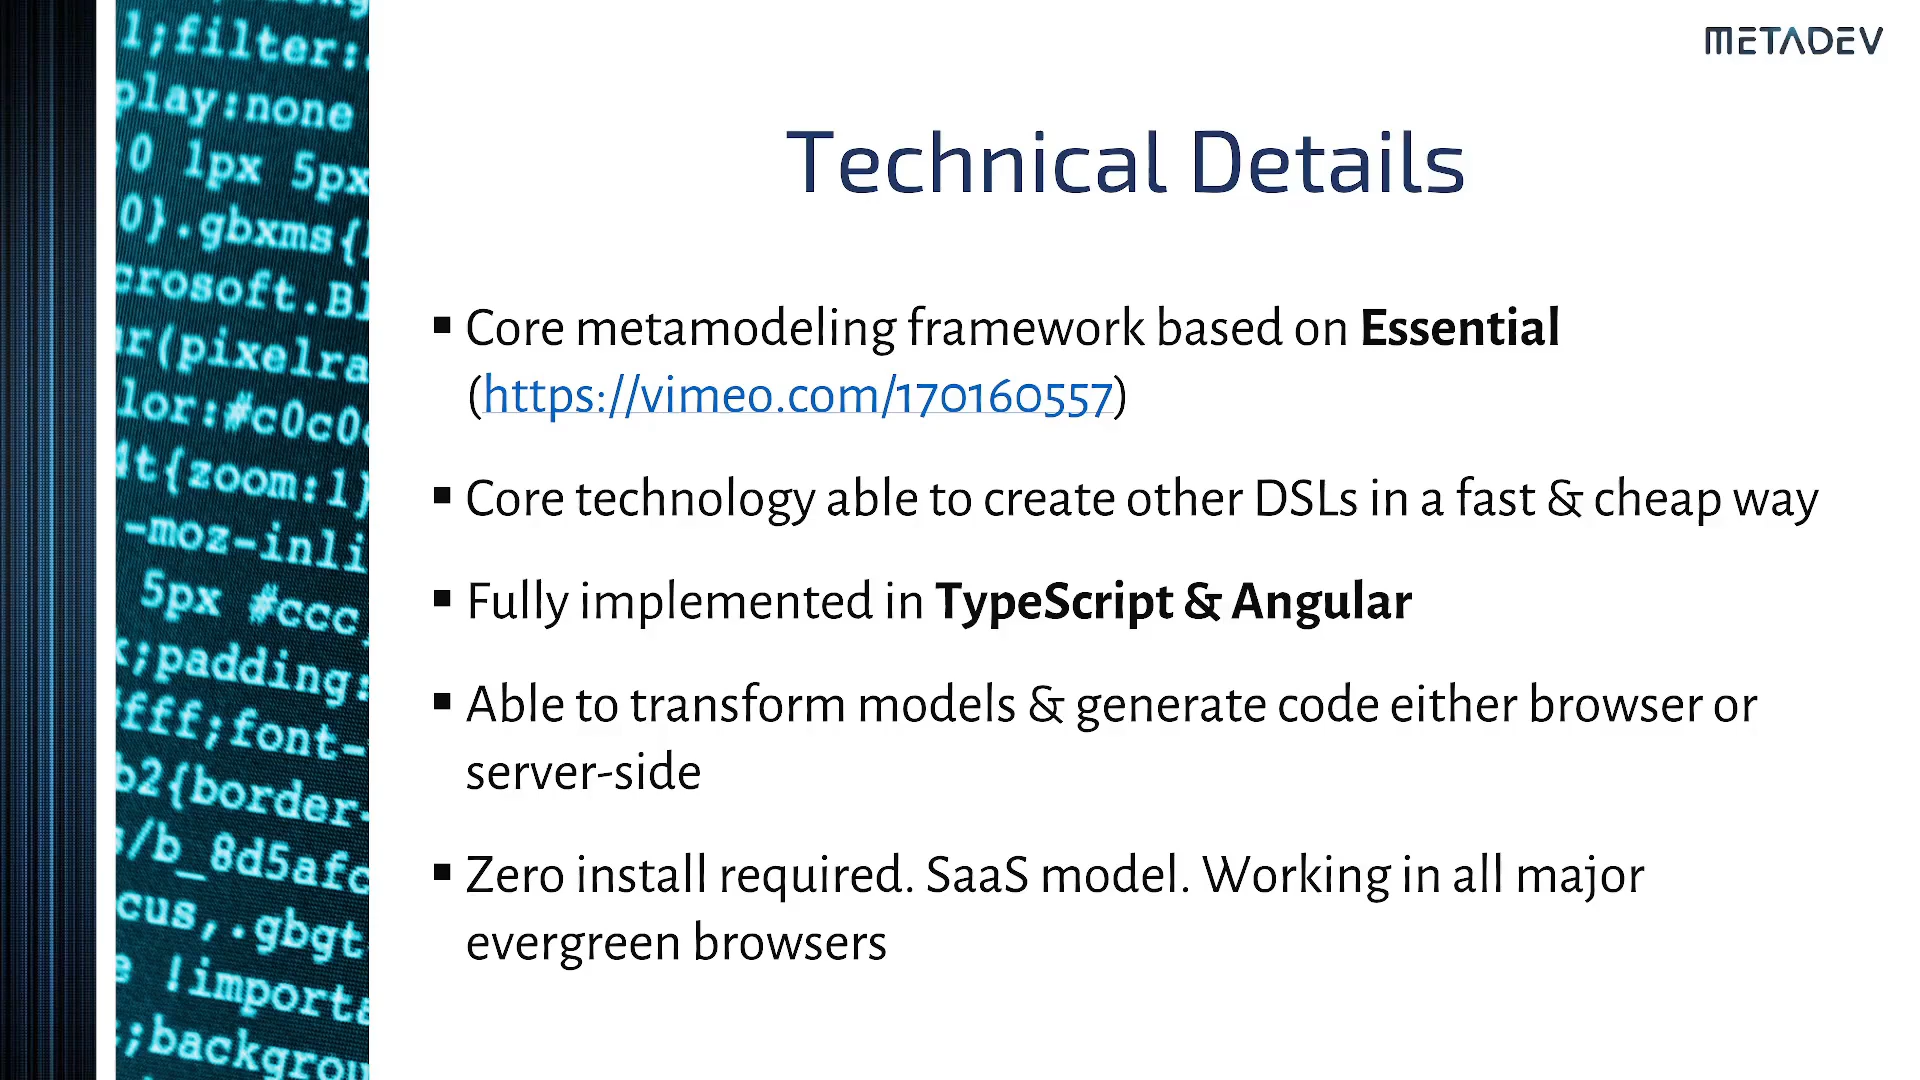 METADEV
Technical Details
▪ Core metamodeling framework based on Essential
(https://vimeo.com/170160557)
▪ Core technology able to create other DSLs in a fast & cheap way
▪ Fully implemented in TypeScript & Angular
▪ Able to transform models & generate code either browser or
server-side
▪ Zero install required. SaaS model. Working in all major
evergreen browsers
l;filter:
play:none
:0 1px 5px
0}.gbxms{
crosoft.Bl
ur(pixelra
lor:#c0c0
{zoom:1}
-moz-inli
5px #ccc
;padding:
fff;font-
b2{border-
/b_8d5afc
cus,.gbgt
!importa
;backgrou